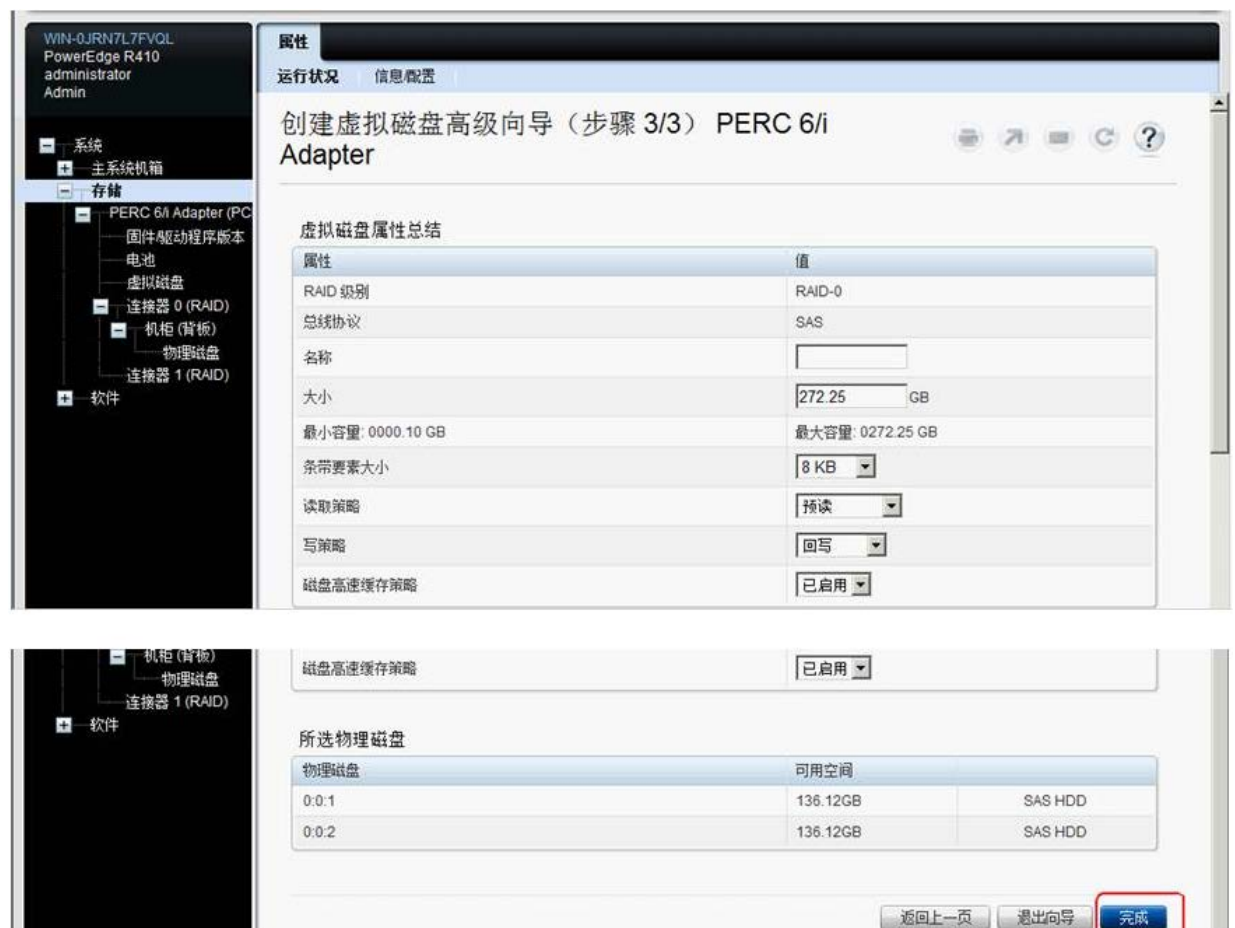 WIN-0JRN7L7FVQL
PowerEdge R410
administrator
Admin
系统
主系统机箱
存储
PERC 6/i Adapter (PC
固件/驱动程序版本
电池
虚拟磁盘
连接器 0 (RAID)
机柜 (背板)
物理磁盘
连接器 1 (RAID)
软件
属性
运行状况 信息/配置
创建虚拟磁盘高级向导（步骤 3/3） PERC 6/i
Adapter
?
虚拟磁盘属性总结
属性 值
RAID 级别 RAID-0
总线协议 SAS
名称
大小 272.25 GB
最小容量: 0000.10 GB 最大容量: 0272.25 GB
条带要素大小 8 KB
读取策略 预读
写策略 回写
磁盘高速缓存策略 已启用
机柜 (背板)
物理磁盘
连接器 1 (RAID)
软件
磁盘高速缓存策略 已启用
所选物理磁盘
物理磁盘 可用空间
0:0:1 136.12GB SAS HDD
0:0:2 136.12GB SAS HDD
返回上一页 退出向导 完成